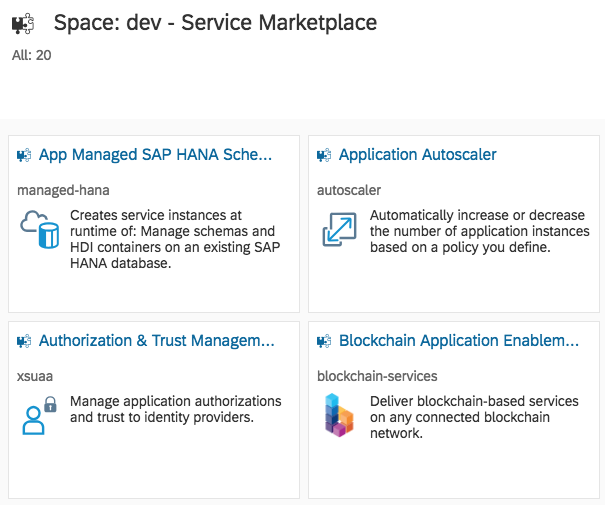 Space: dev - Service Marketplace
All: 20
App Managed SAP HANA Sche...
managed-hana
Creates service instances at
runtime of: Manage schemas and
HDI containers on an existing SAP
HANA database.
Application Autoscaler
autoscaler
Automatically increase or decrease
the number of application instances
based on a policy you define.
Authorization & Trust Managem...
xsuaa
Manage application authorizations
and trust to identity providers.
Blockchain Application Enablem...
blockchain-services
Deliver blockchain-based services
on any connected blockchain
network.